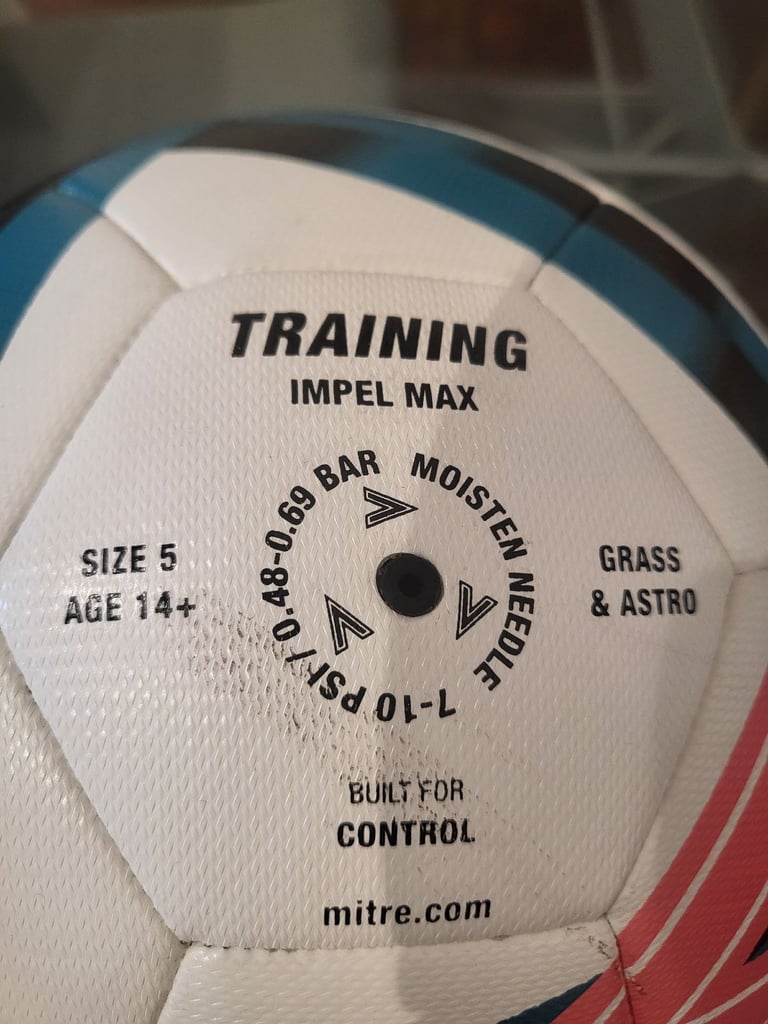 TRAINING
IMPEL MAX
MOISTEN NEEDLE
7-10 PSI / 0.48-0.69 BAR
SIZE 5
AGE 14+
GRASS
& ASTRO
BUILT FOR
CONTROL
mitre.com